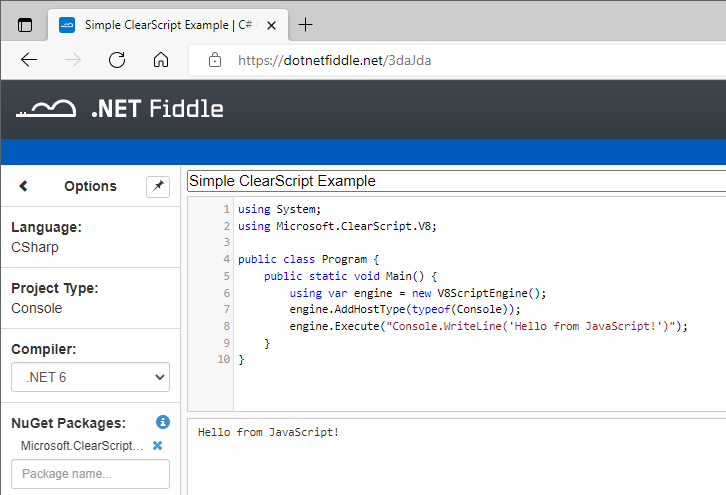 Simple ClearScript Example | C#
https://dotnetfiddle.net/3daJda
.NET Fiddle
Options
Language:
CSharp
Project Type:
Console
Compiler:
.NET 6
NuGet Packages:
Microsoft.ClearScript...
Package name...
Simple ClearScript Example
1 using System;
2 using Microsoft.ClearScript.V8;
3
4 public class Program {
5     public static void Main() {
6         using var engine = new V8ScriptEngine();
7         engine.AddHostType(typeof(Console));
8         engine.Execute("Console.WriteLine('Hello from JavaScript!')");
9     }
10 }
Hello from JavaScript!